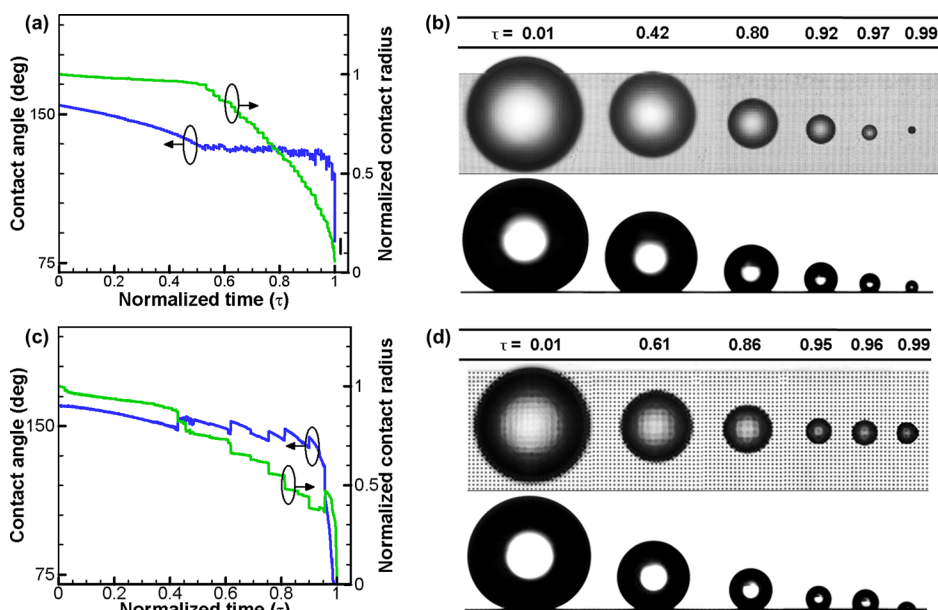 (a)
Contact angle (deg)
150
75
0 0.2 0.4 0.6 0.8 1
Normalized time (τ)
1
0.5
0
Normalized contact radius
(b)
τ = 0.01 0.42 0.80 0.92 0.97 0.99
(c)
Contact angle (deg)
150
75
0 0.2 0.4 0.6 0.8 1
Normalized time (τ)
1
0.5
0
Normalized contact radius
(d)
τ = 0.01 0.61 0.86 0.95 0.96 0.99